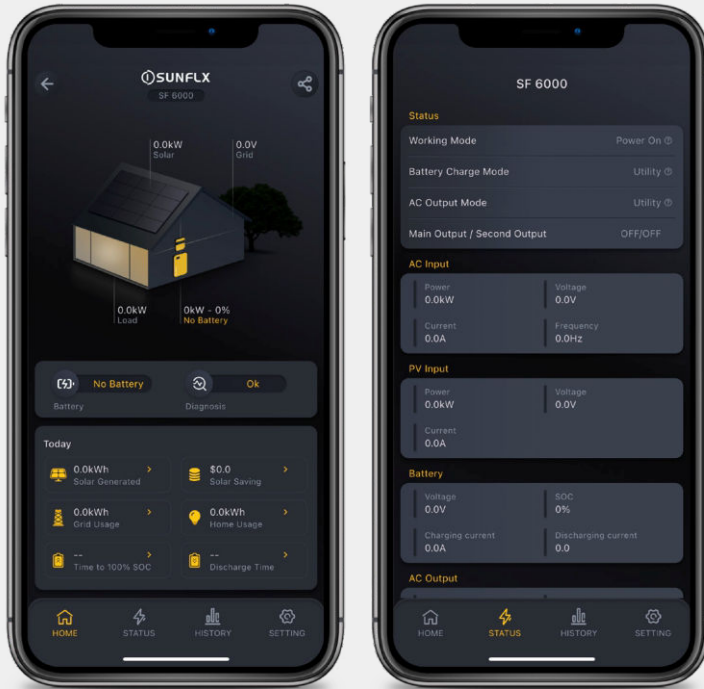 SUNFLX
SF 6000
0.0kW
Solar
0.0V
Grid
0.0kW
Load
0kW - 0%
No Battery
No Battery
Battery
Ok
Diagnosis
Today
0.0kWh
Solar Generated
$0.0
Solar Saving
0.0kWh
Grid Usage
0.0kWh
Home Usage
--
Time to 100% SOC
--
Discharge Time
HOME
STATUS
HISTORY
SETTING
SF 6000
Status
Working Mode
Power On
Battery Charge Mode
Utility
AC Output Mode
Utility
Main Output / Second Output
OFF/OFF
AC Input
Power
0.0kW
Voltage
0.0V
Current
0.0A
Frequency
0.0Hz
PV Input
Power
0.0kW
Voltage
0.0V
Current
0.0A
Battery
Voltage
0.0V
SOC
0%
Charging current
0.0A
Discharging current
0.0
AC Output
HOME
STATUS
HISTORY
SETTING